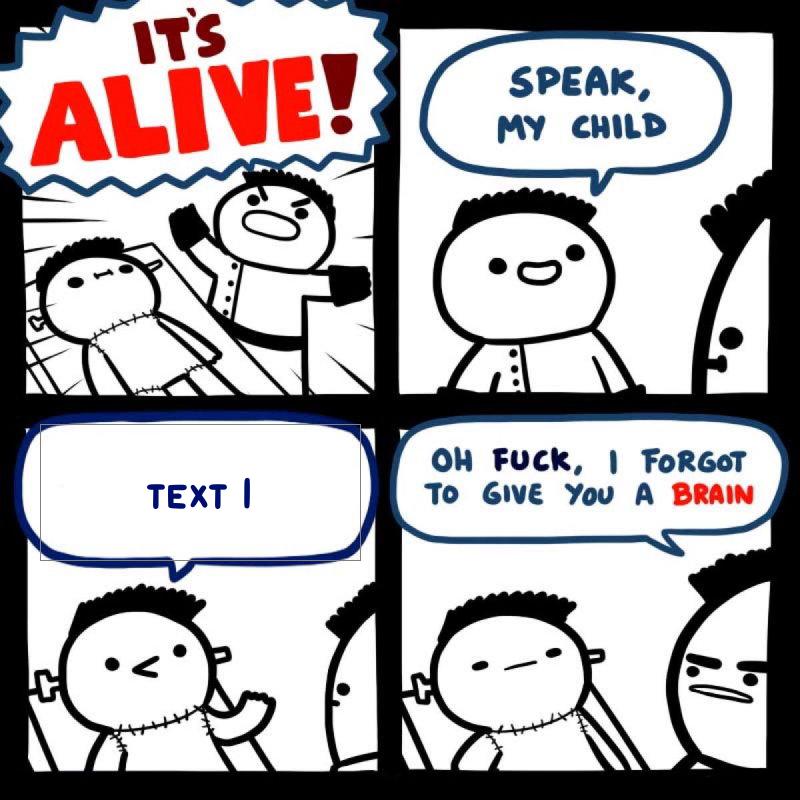 IT'S
ALIVE!
SPEAK,
MY CHILD
TEXT 1
OH FUCK, I FORGOT
TO GIVE YOU A BRAIN